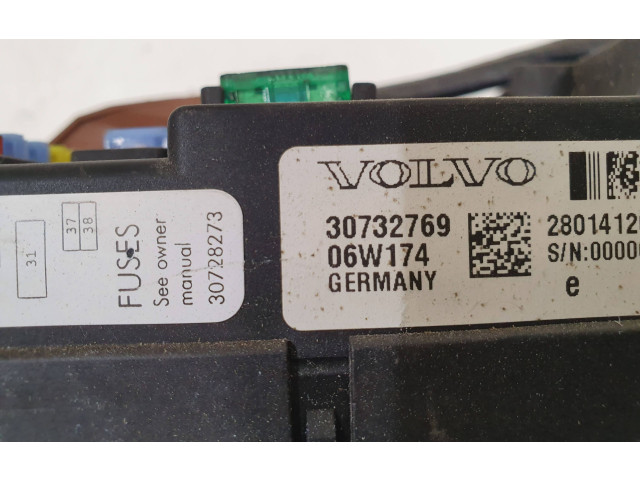 31
37
38
FUSES
See owner
manual
30728273
VOLVO
30732769
06W174
GERMANY
e